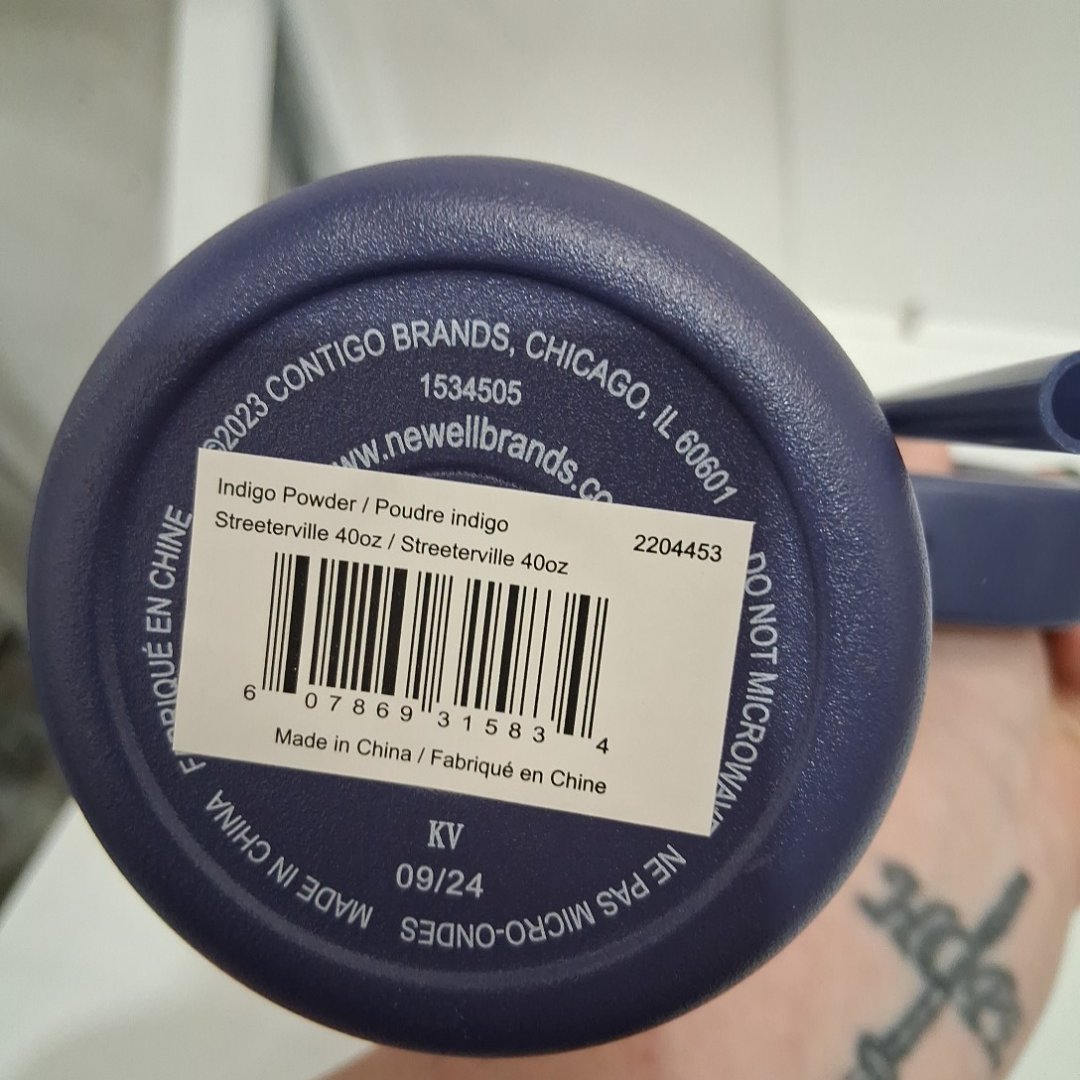 ©2023 CONTIGO BRANDS, CHICAGO, IL 60601
1534505
www.newellbrands.co
Indigo Powder / Poudre indigo
Streeterville 40oz / Streeterville 40oz
2204453
6 07869 31583 4
Made in China / Fabriqué en Chine
KV
09/24
DO NOT MICROWAVE
NE PAS MICRO-ONDES
MADE IN CHINA
FABRIQUÉ EN CHINE